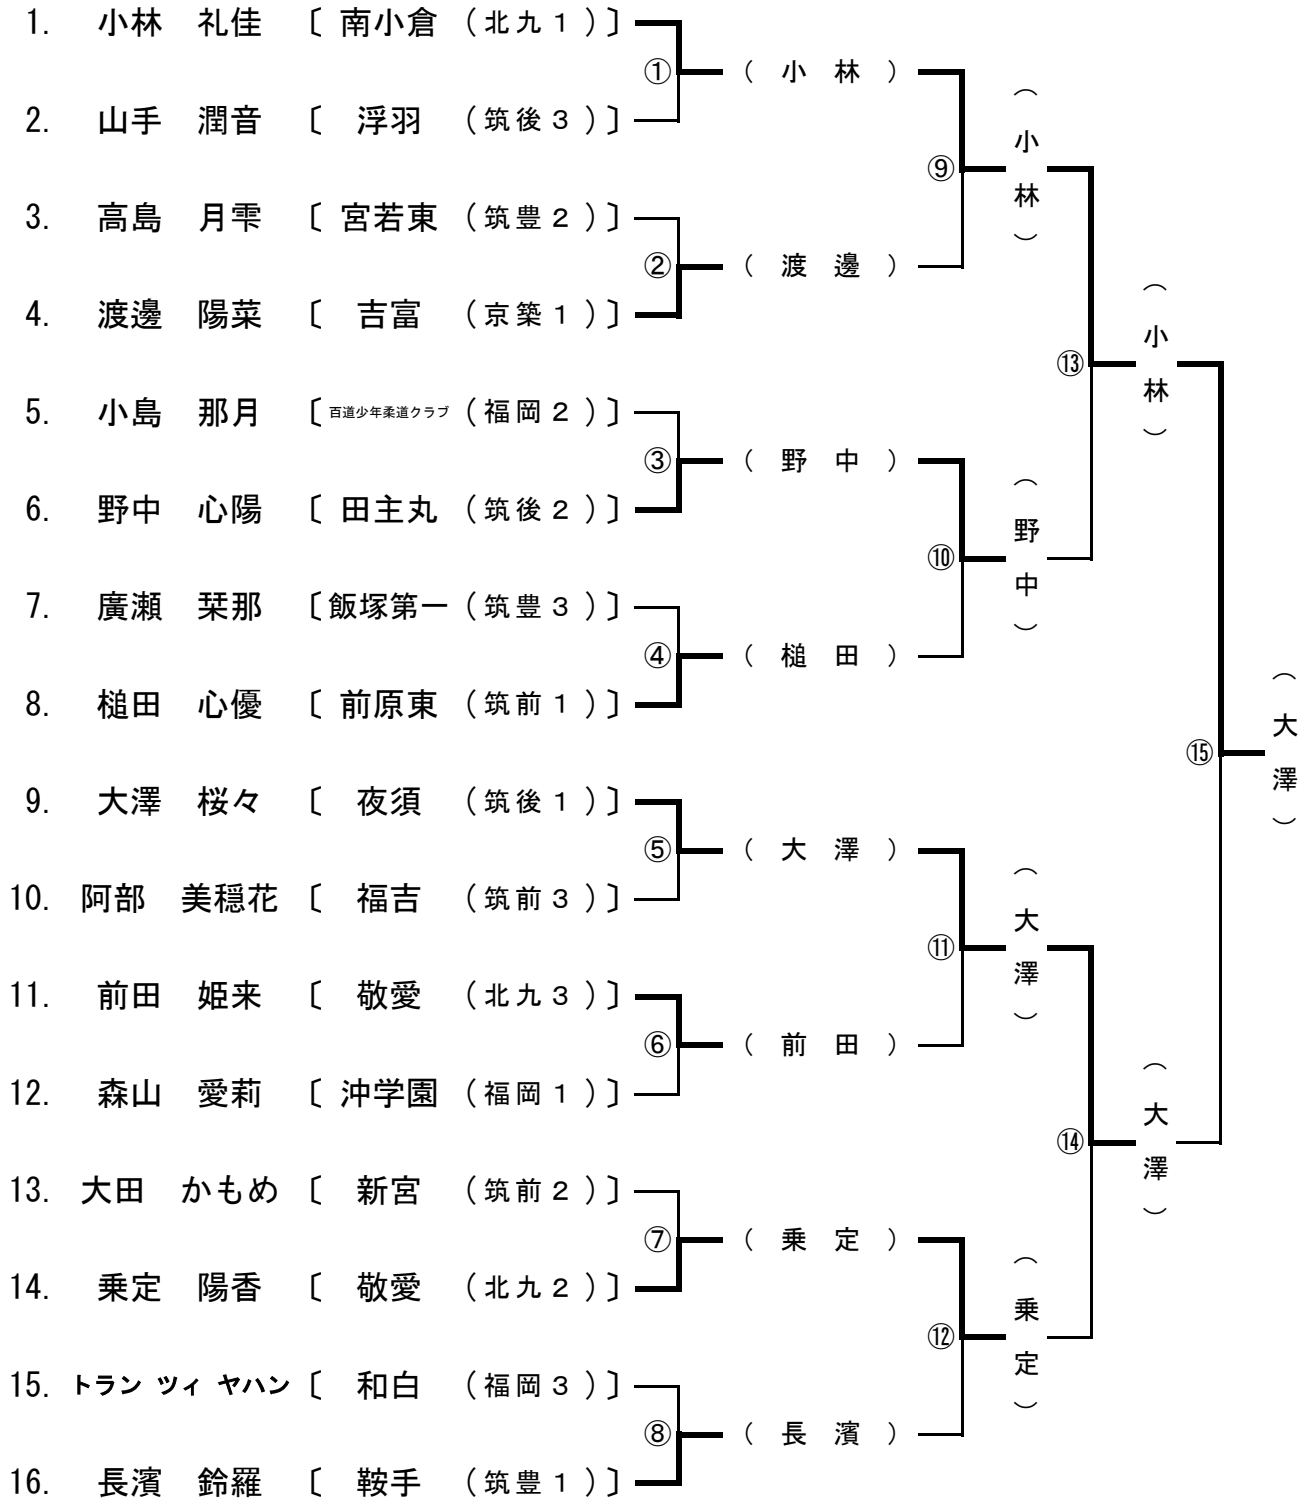 1. 小林 礼佳 〔 南小倉 (北九１)〕
① ( 小 林 )
2. 山手 潤音 〔 浮羽 (筑後３)〕
⑨ (小林)
3. 高島 月雫 〔 宮若東 (筑豊２)〕
② ( 渡 邊 )
4. 渡邊 陽菜 〔 吉富 (京築１)〕
⑬ (小林)
5. 小島 那月 〔百道少年柔道クラブ (福岡２)〕
③ ( 野 中 )
6. 野中 心陽 〔 田主丸 (筑後２)〕
⑩ (野中)
7. 廣瀬 栞那 〔飯塚第一 (筑豊３)〕
④ ( 槌 田 )
8. 槌田 心優 〔 前原東 (筑前１)〕
⑮ (大澤)
9. 大澤 桜々 〔 夜須 (筑後１)〕
⑤ ( 大 澤 )
10. 阿部 美穏花 〔 福吉 (筑前３)〕
⑪ (大澤)
11. 前田 姫来 〔 敬愛 (北九３)〕
⑥ ( 前 田 )
12. 森山 愛莉 〔 沖学園 (福岡１)〕
⑭ (大澤)
13. 大田 かもめ 〔 新宮 (筑前２)〕
⑦ ( 乗 定 )
14. 乗定 陽香 〔 敬愛 (北九２)〕
⑫ (乗定)
15. トラン ツィ ヤハン 〔 和白 (福岡３)〕
⑧ ( 長 濱 )
16. 長濱 鈴羅 〔 鞍手 (筑豊１)〕